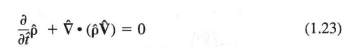 ∂/∂t̂ ρ̂ + ∇̂ • (ρ̂V̂) = 0 (1.23)